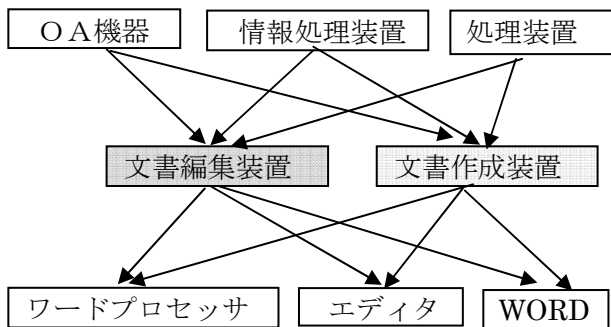 ＯＡ機器
情報処理装置
処理装置
文書編集装置
文書作成装置
ワードプロセッサ
エディタ
WORD